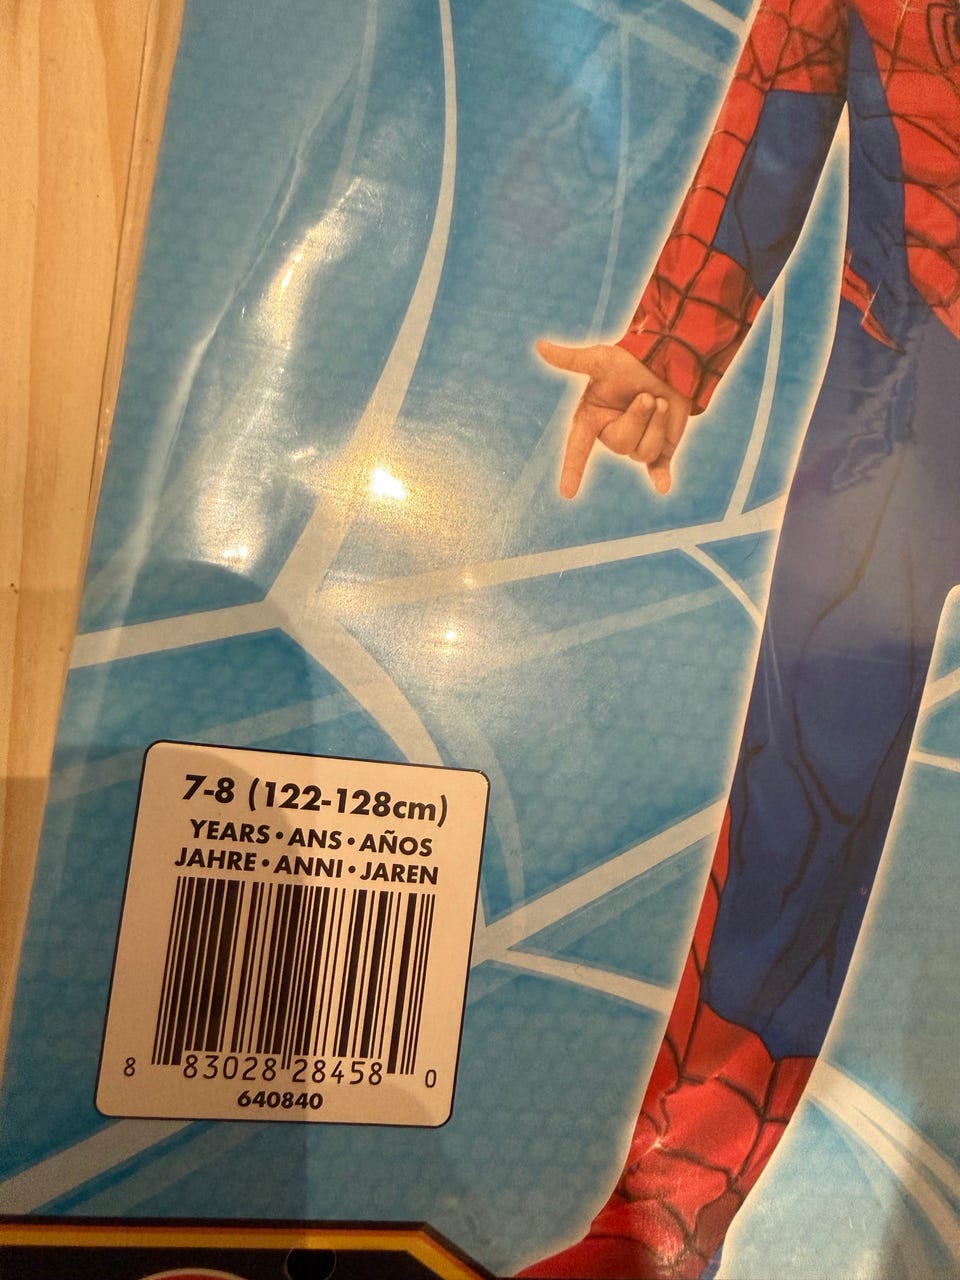 7-8 (122-128cm)
YEARS • ANS • AÑOS
JAHRE • ANNI • JAREN
8 83028 28458 0
640840